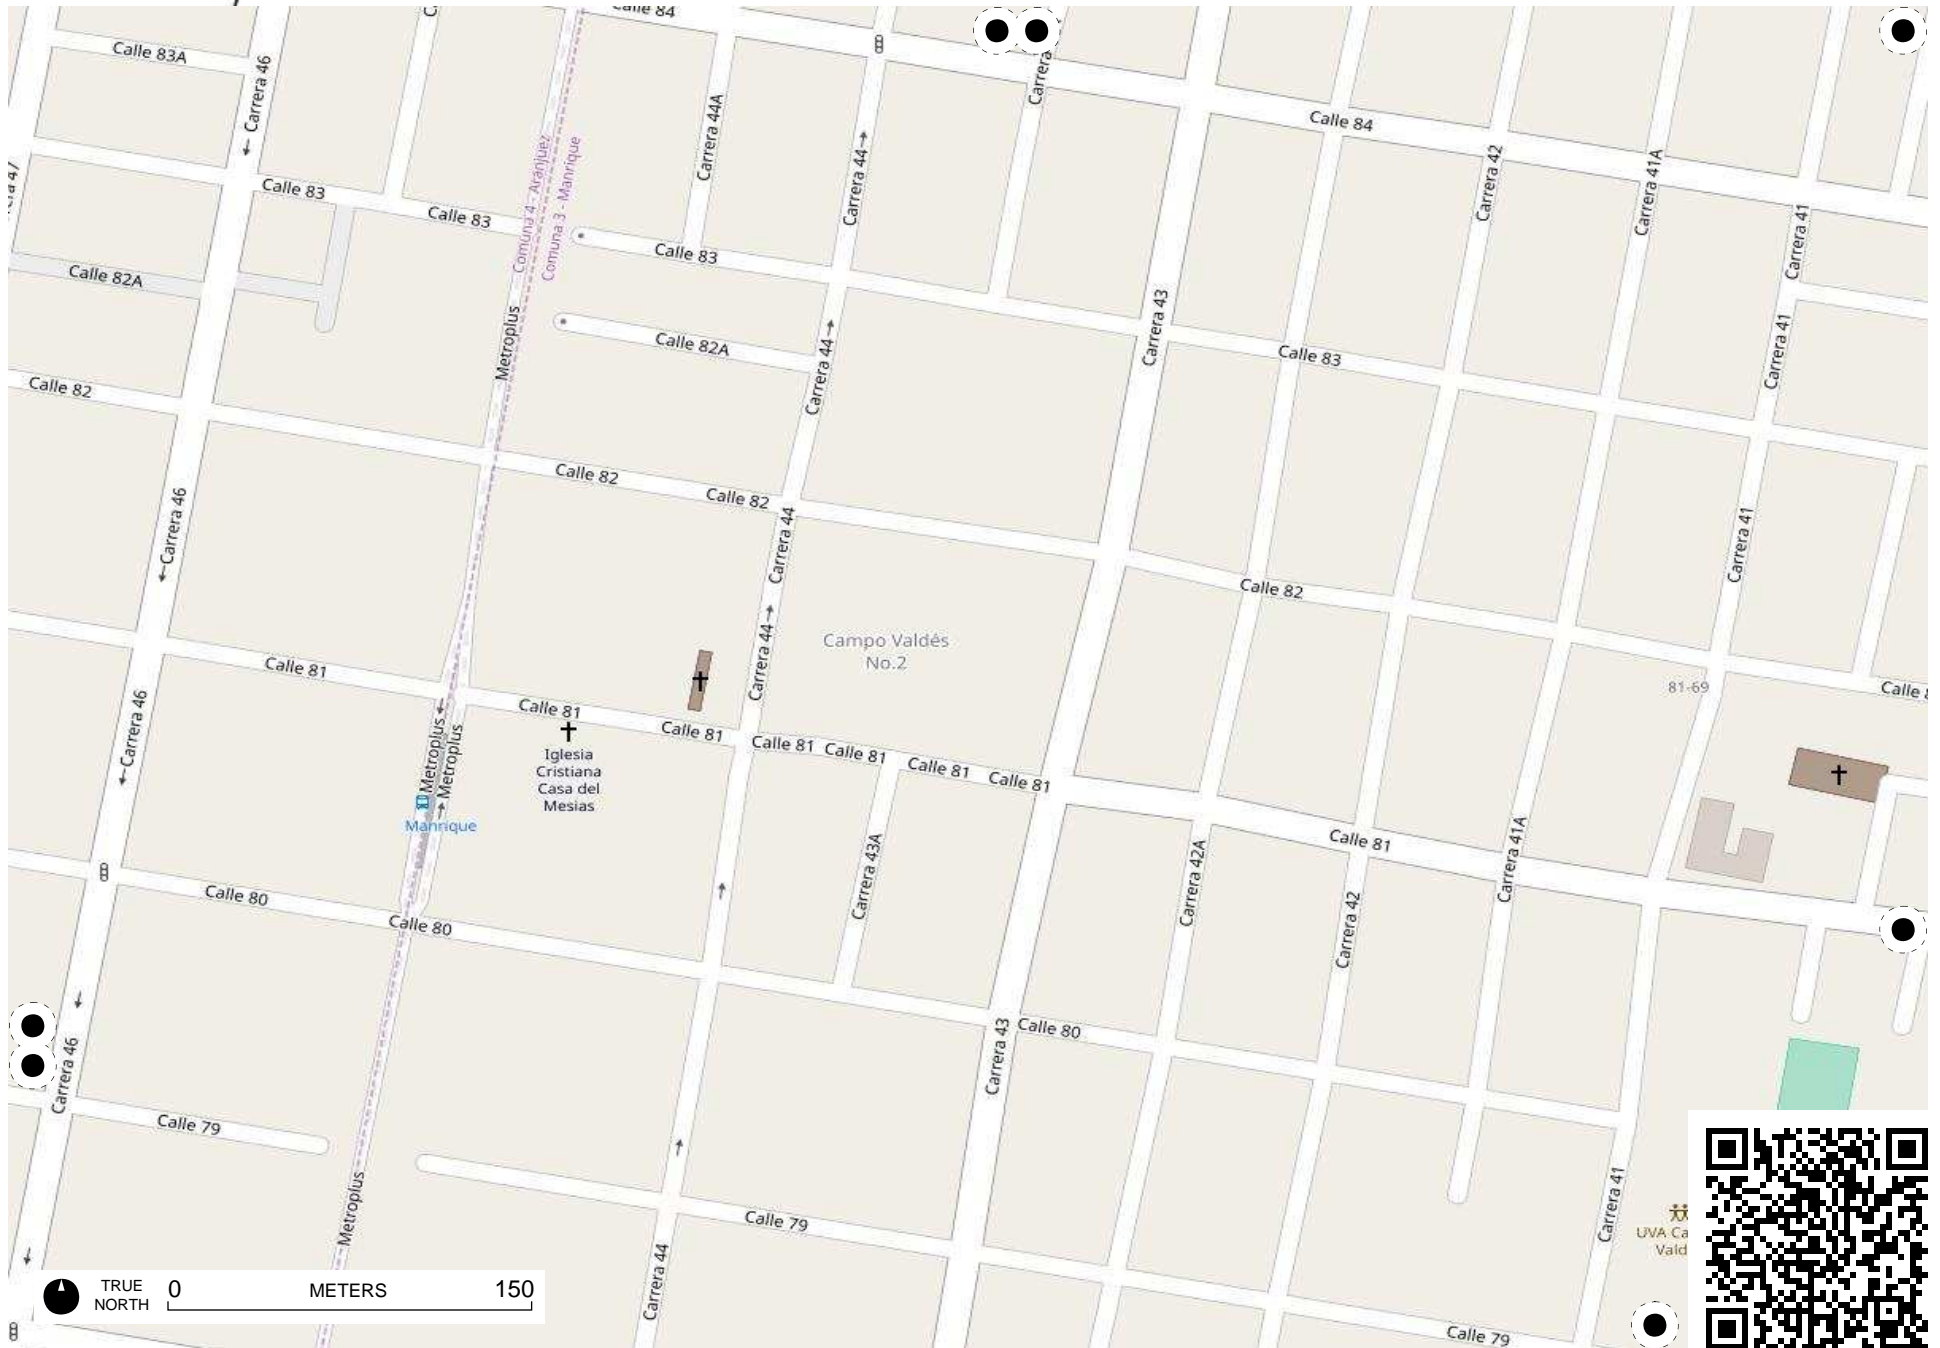 Calle 84
Calle 83A
← Carrera 46
Carrera 44A
Carrera 44 →
Carrera
Calle 84
Carrera 42
Carrera 41A
Carrera 41
Comuna 4 - Aranjuez
Comuna 3 - Manrique
Calle 83
Calle 83
Calle 83
Calle 82A
Metroplus
Calle 82A
Carrera 44 →
Carrera 43
Calle 83
Carrera 41
Calle 82
Calle 82
Calle 82
← Carrera 46
Carrera 44
Carrera 41
Calle 82
Campo Valdés
No.2
Carrera 44 →
Calle 81
81-69
Calle
← Carrera 46
Metroplus
Metroplus
Calle 81
Calle 81
Calle 81
Calle 81
Calle 81
Calle 81
Iglesia
Cristiana
Casa del
Mesias
Manrique
Calle 81
Carrera 43A
Carrera 42A
Carrera 42
Carrera 41A
Calle 80
Calle 80
Calle 80
Carrera 46
Carrera 43
Calle 79
Metroplus
Calle 79
Carrera 44
Carrera 41
UVA Ca
Vald
Calle 79
TRUE
NORTH
0 METERS 150